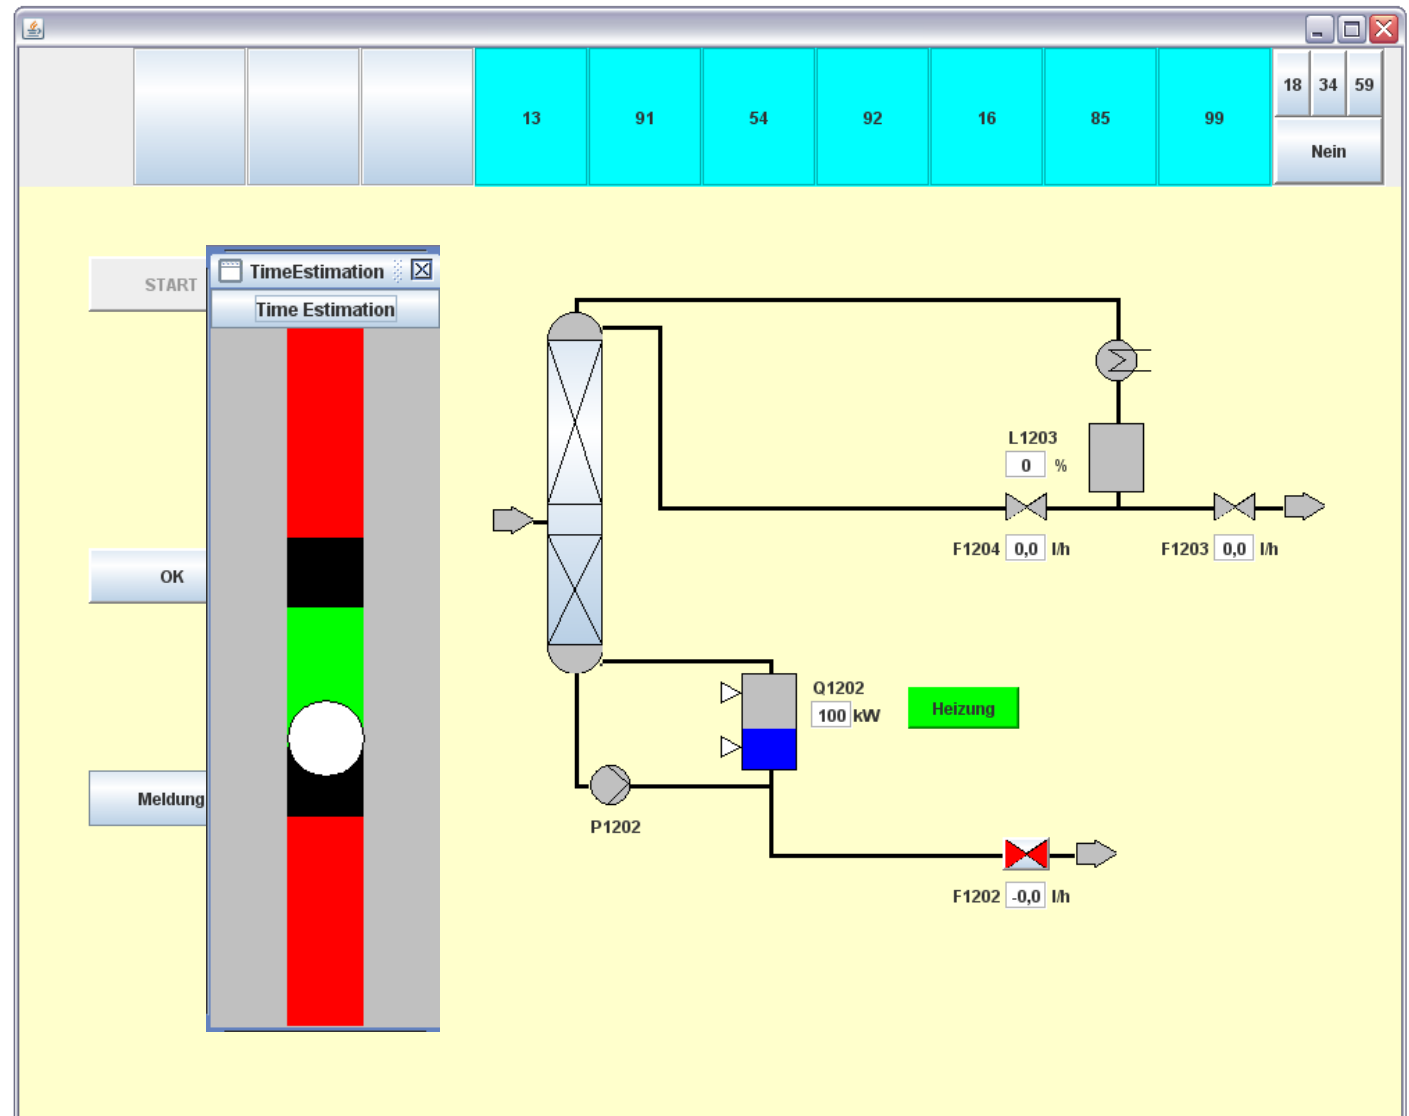 13 91 54 92 16 85 99
18 34 59
Nein
START
TimeEstimation
Time Estimation
OK
Meldung
L1203
0 %
F1204 0,0 l/h
F1203 0,0 l/h
Q1202
100 kW
Heizung
P1202
F1202 -0,0 l/h